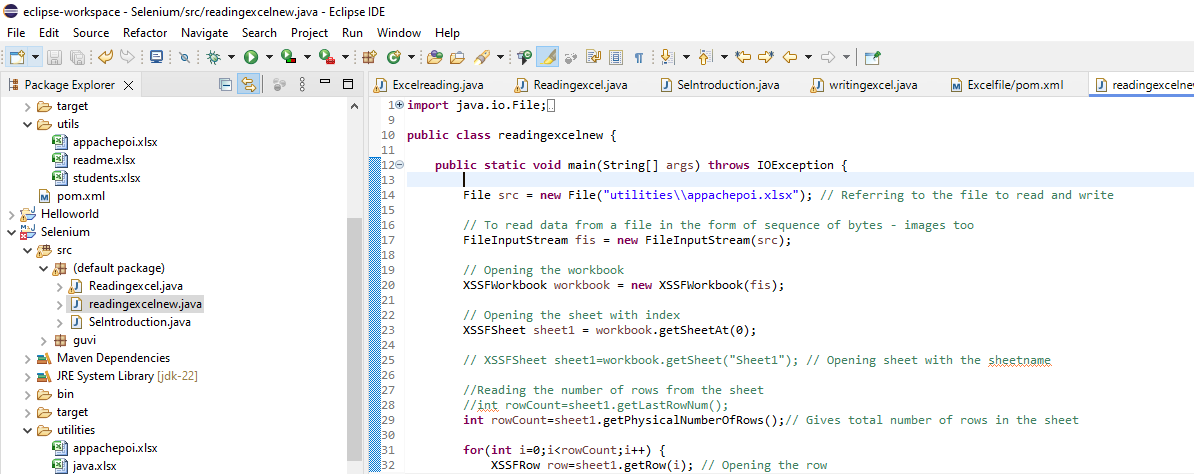 eclipse-workspace - Selenium/src/readingexcelnew.java - Eclipse IDE
File Edit Source Refactor Navigate Search Project Run Window Help
Package Explorer
target
utils
appachepoi.xlsx
readme.xlsx
students.xlsx
pom.xml
Helloworld
Selenium
src
(default package)
Readingexcel.java
readingexcelnew.java
SeIntroduction.java
guvi
Maven Dependencies
JRE System Library [jdk-22]
bin
target
utilities
appachepoi.xlsx
java.xlsx
Excelreading.java Readingexcel.java SeIntroduction.java writingexcel.java Excelfile/pom.xml readingexcelne
1 import java.io.File;
9
10 public class readingexcelnew {
11
12 public static void main(String[] args) throws IOException {
13
14 File src = new File("utilities\\appachepoi.xlsx"); // Referring to the file to read and write
15
16 // To read data from a file in the form of sequence of bytes - images too
17 FileInputStream fis = new FileInputStream(src);
18
19 // Opening the workbook
20 XSSFWorkbook workbook = new XSSFWorkbook(fis);
21
22 // Opening the sheet with index
23 XSSFSheet sheet1 = workbook.getSheetAt(0);
24
25 // XSSFSheet sheet1=workbook.getSheet("Sheet1"); // Opening sheet with the sheetname
26
27 //Reading the number of rows from the sheet
28 //int rowCount=sheet1.getLastRowNum();
29 int rowCount=sheet1.getPhysicalNumberOfRows();// Gives total number of rows in the sheet
30
31 for(int i=0;i<rowCount;i++) {
32 XSSFRow row=sheet1.getRow(i); // Opening the row